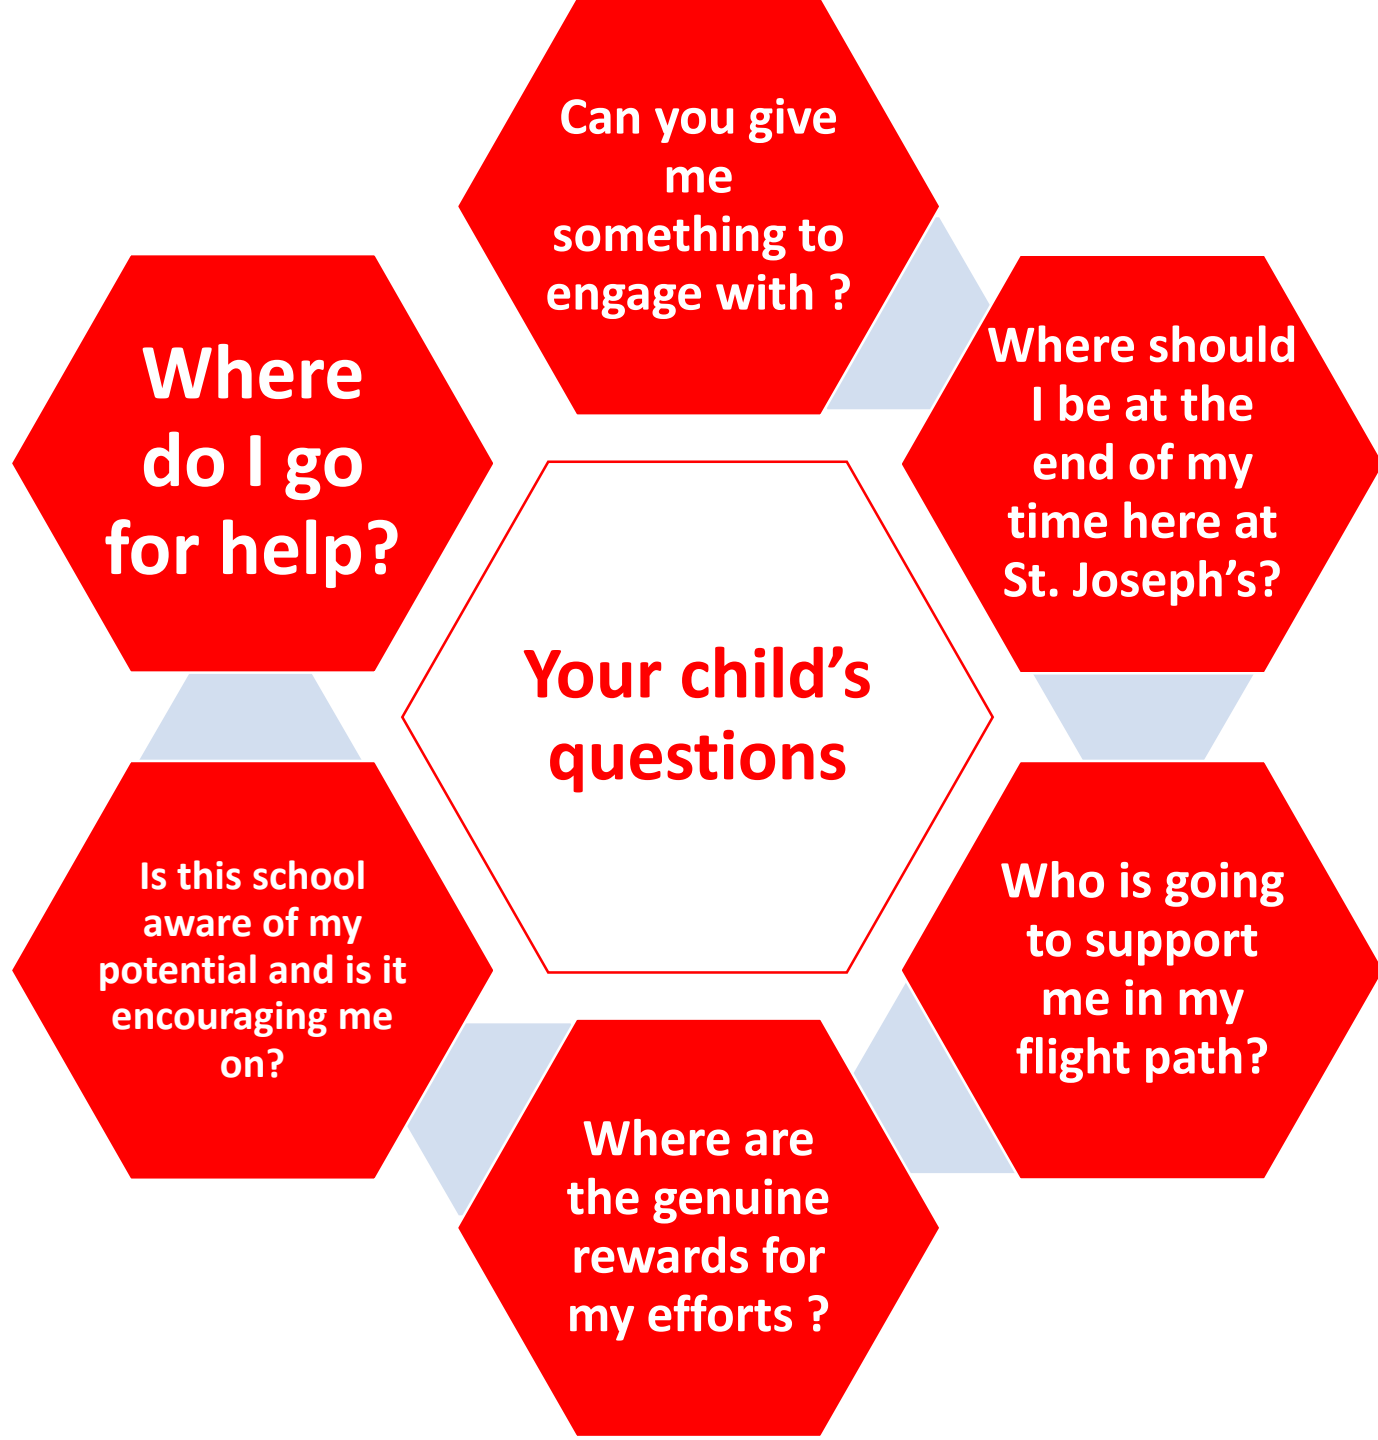 Can you give
me
something to
engage with ?
Where should
I be at the
end of my
time here at
St. Joseph’s?
Who is going
to support
me in my
flight path?
Where are
the genuine
rewards for
my efforts ?
Is this school
aware of my
potential and is it
encouraging me
on?
Where
do I go
for help?
Your child’s
questions